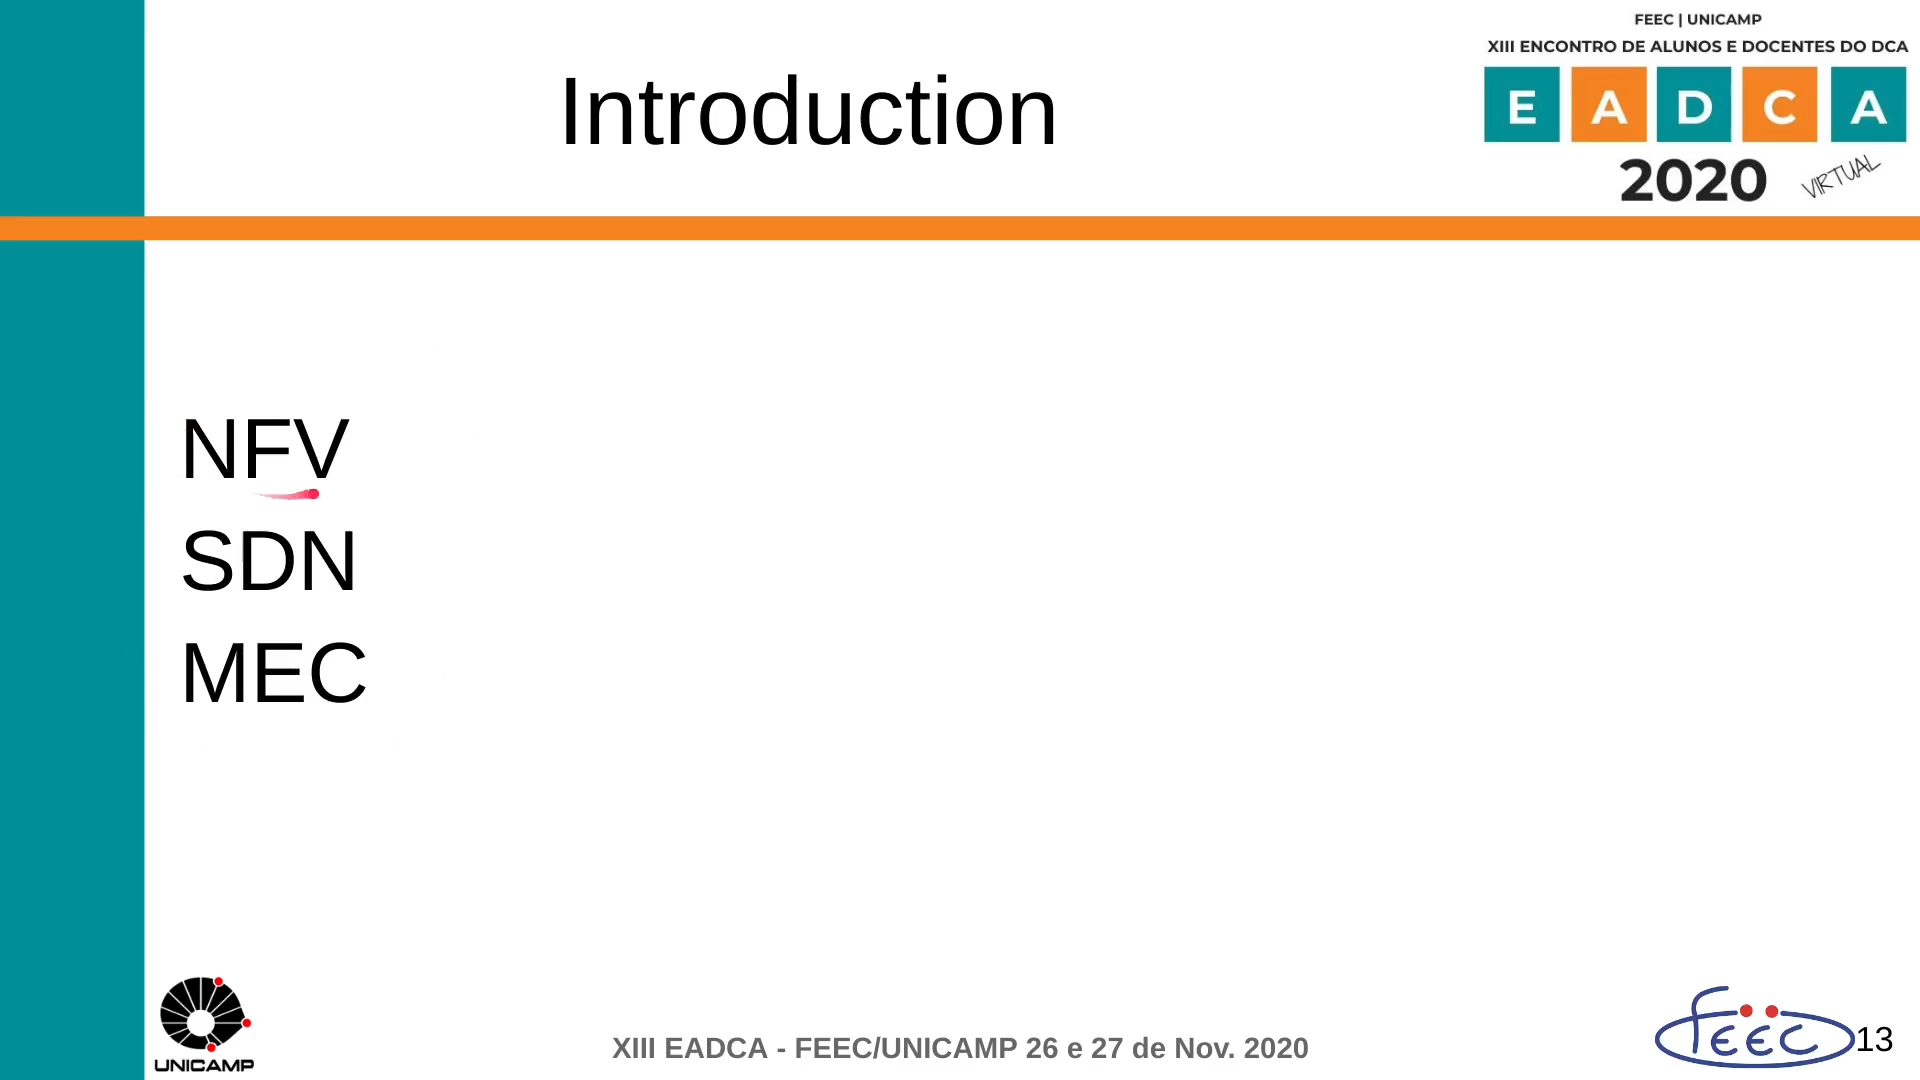 FEEC | UNICAMP
XIII ENCONTRO DE ALUNOS E DOCENTES DO DCA
E A D C A
2020 VIRTUAL
Introduction
NFV
SDN
MEC
UNICAMP
XIII EADCA - FEEC/UNICAMP 26 e 27 de Nov. 2020
feec
13